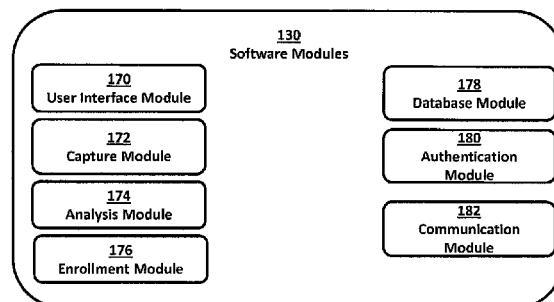 130
Software Modules
170
User Interface Module
172
Capture Module
174
Analysis Module
176
Enrollment Module
178
Database Module
180
Authentication
Module
182
Communication
Module